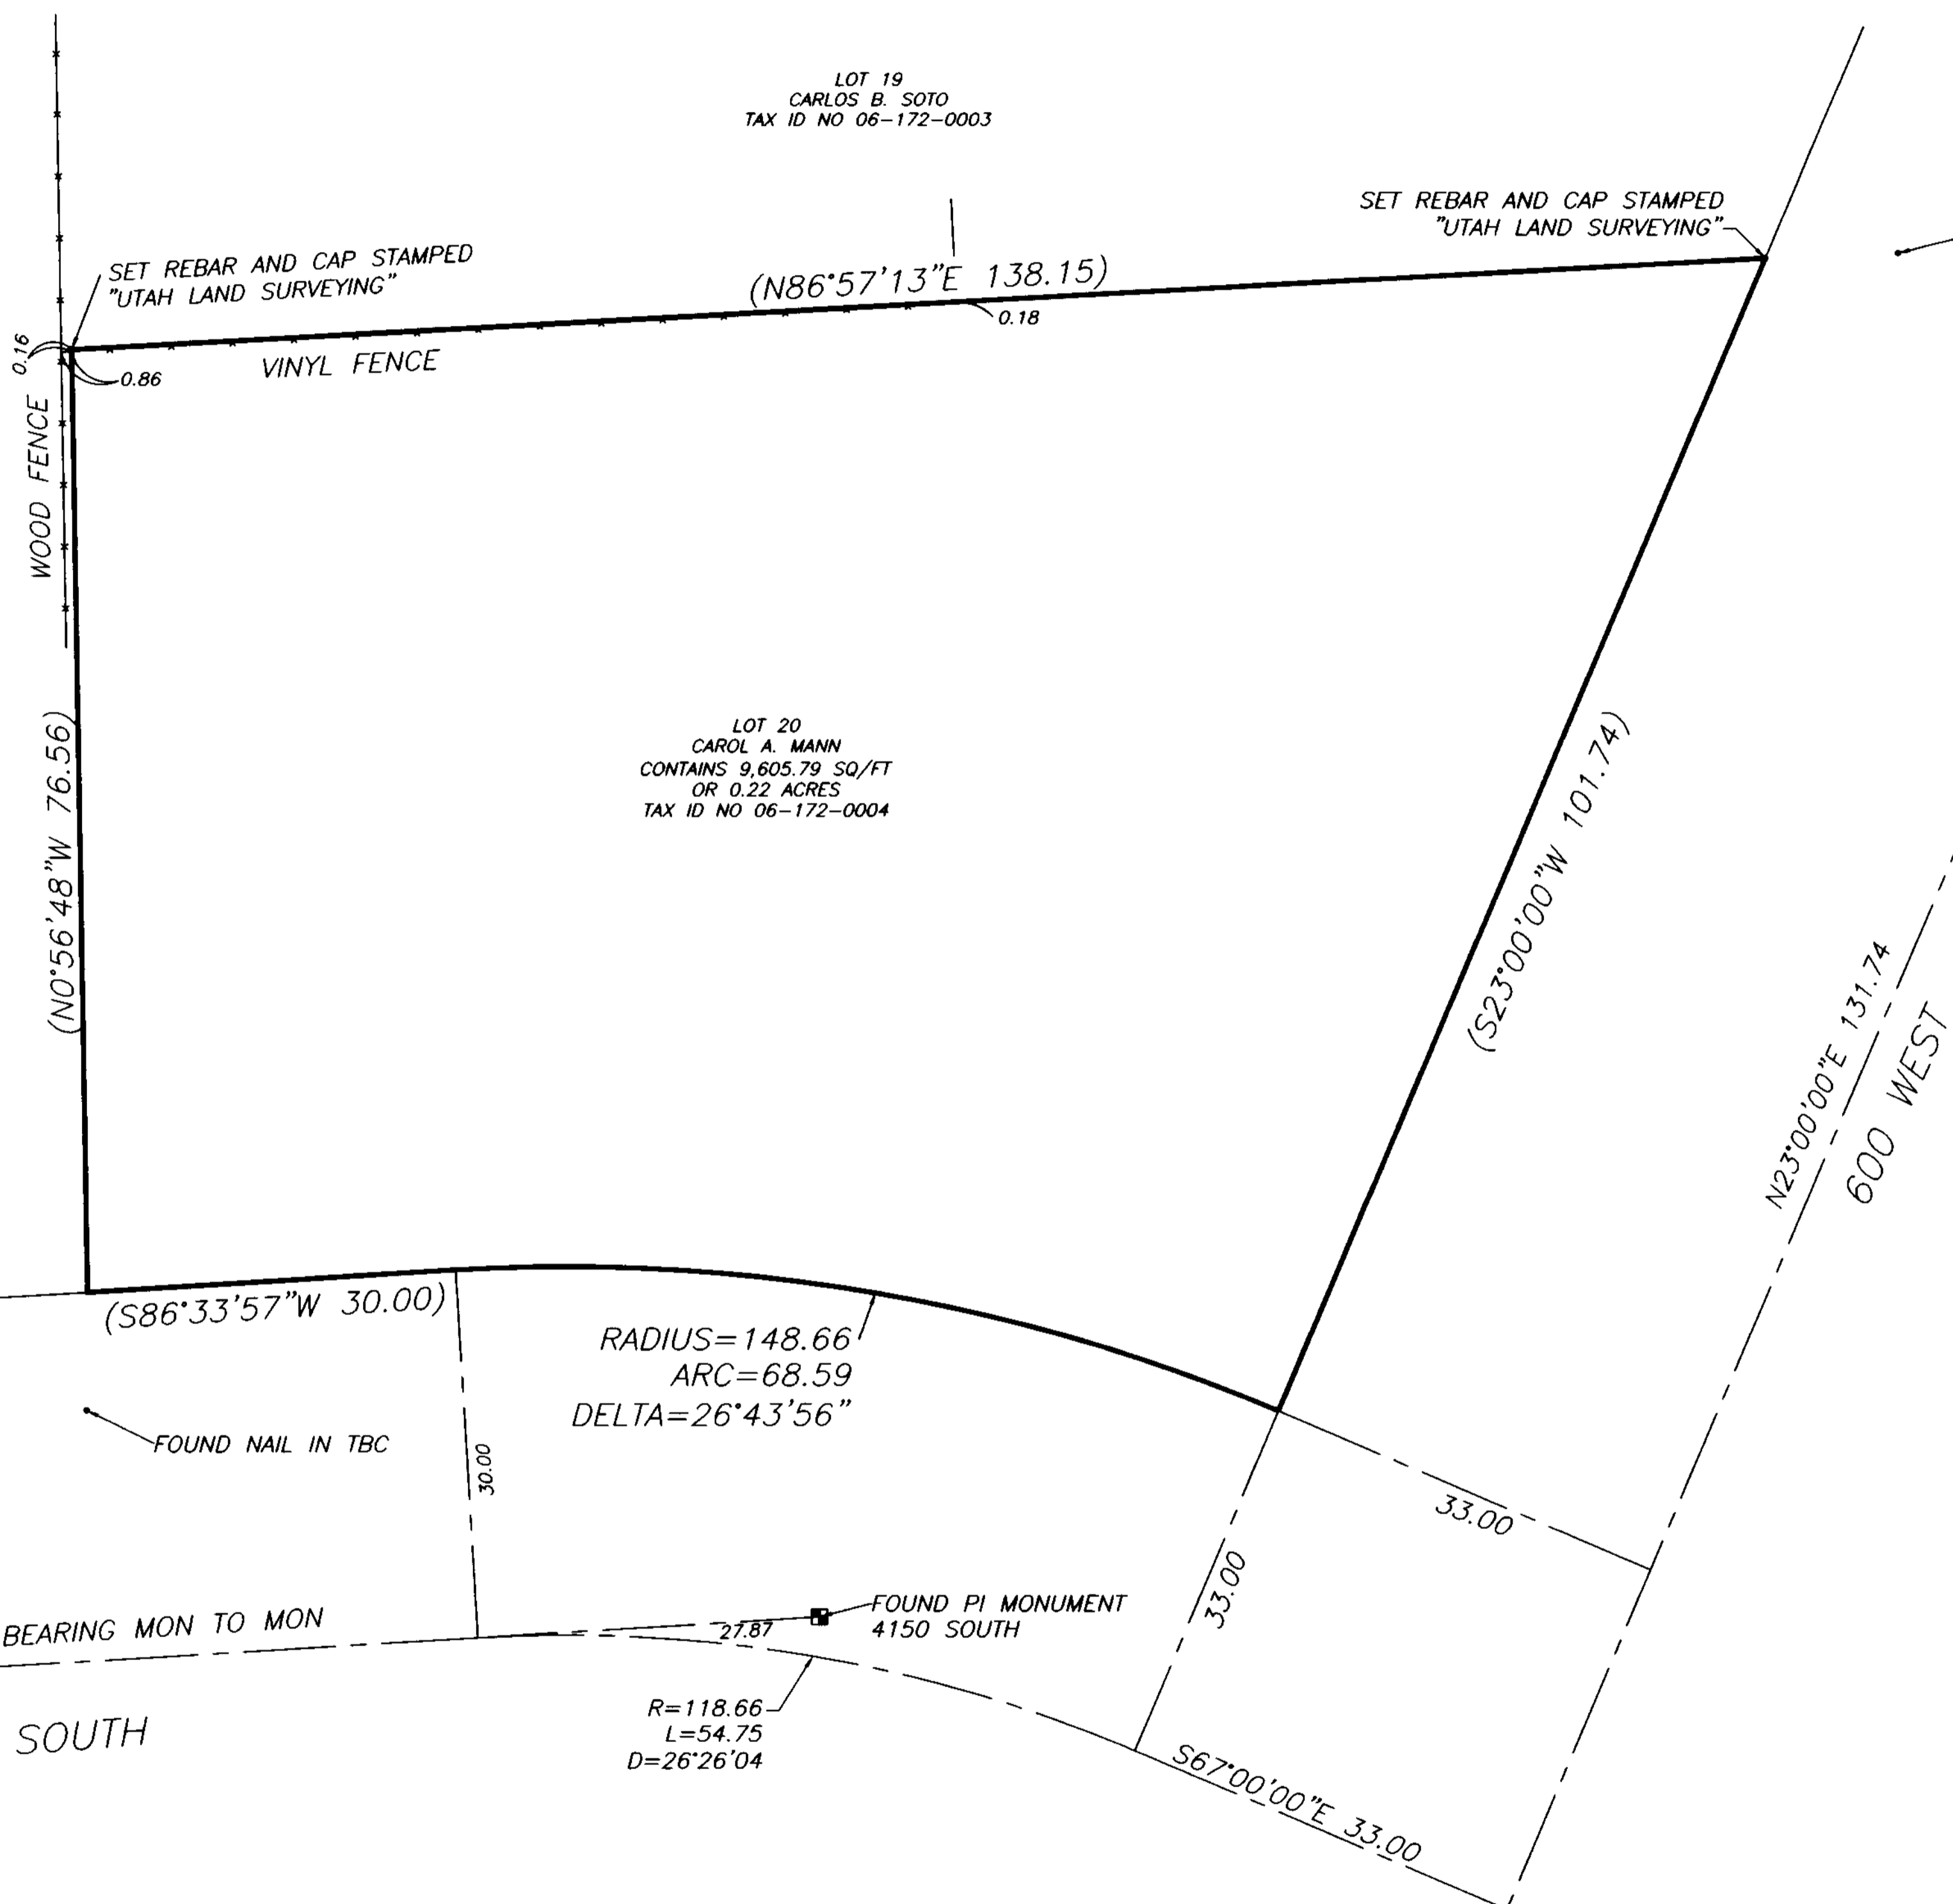 LOT 19
CARLOS B. SOTO
TAX ID NO 06-172-0003
SET REBAR AND CAP STAMPED
"UTAH LAND SURVEYING"
SET REBAR AND CAP STAMPED
"UTAH LAND SURVEYING"
(N86°57'13"E 138.15)
0.18
0.16
0.86
VINYL FENCE
WOOD FENCE
LOT 20
CAROL A. MANN
CONTAINS 9,605.79 SQ/FT
OR 0.22 ACRES
TAX ID NO 06-172-0004
(N0°56'48"W 76.56)
(S23°00'00"W 101.74)
N23°00'00"E 131.74
600 WEST
(S86°33'57"W 30.00)
RADIUS=148.66
ARC=68.59
DELTA=26°43'56"
FOUND NAIL IN TBC
30.00
33.00
33.00
BEARING MON TO MON
27.87
FOUND PI MONUMENT
4150 SOUTH
R=118.66
L=54.75
D=26°26'04
SOUTH
S67°00'00"E 33.00